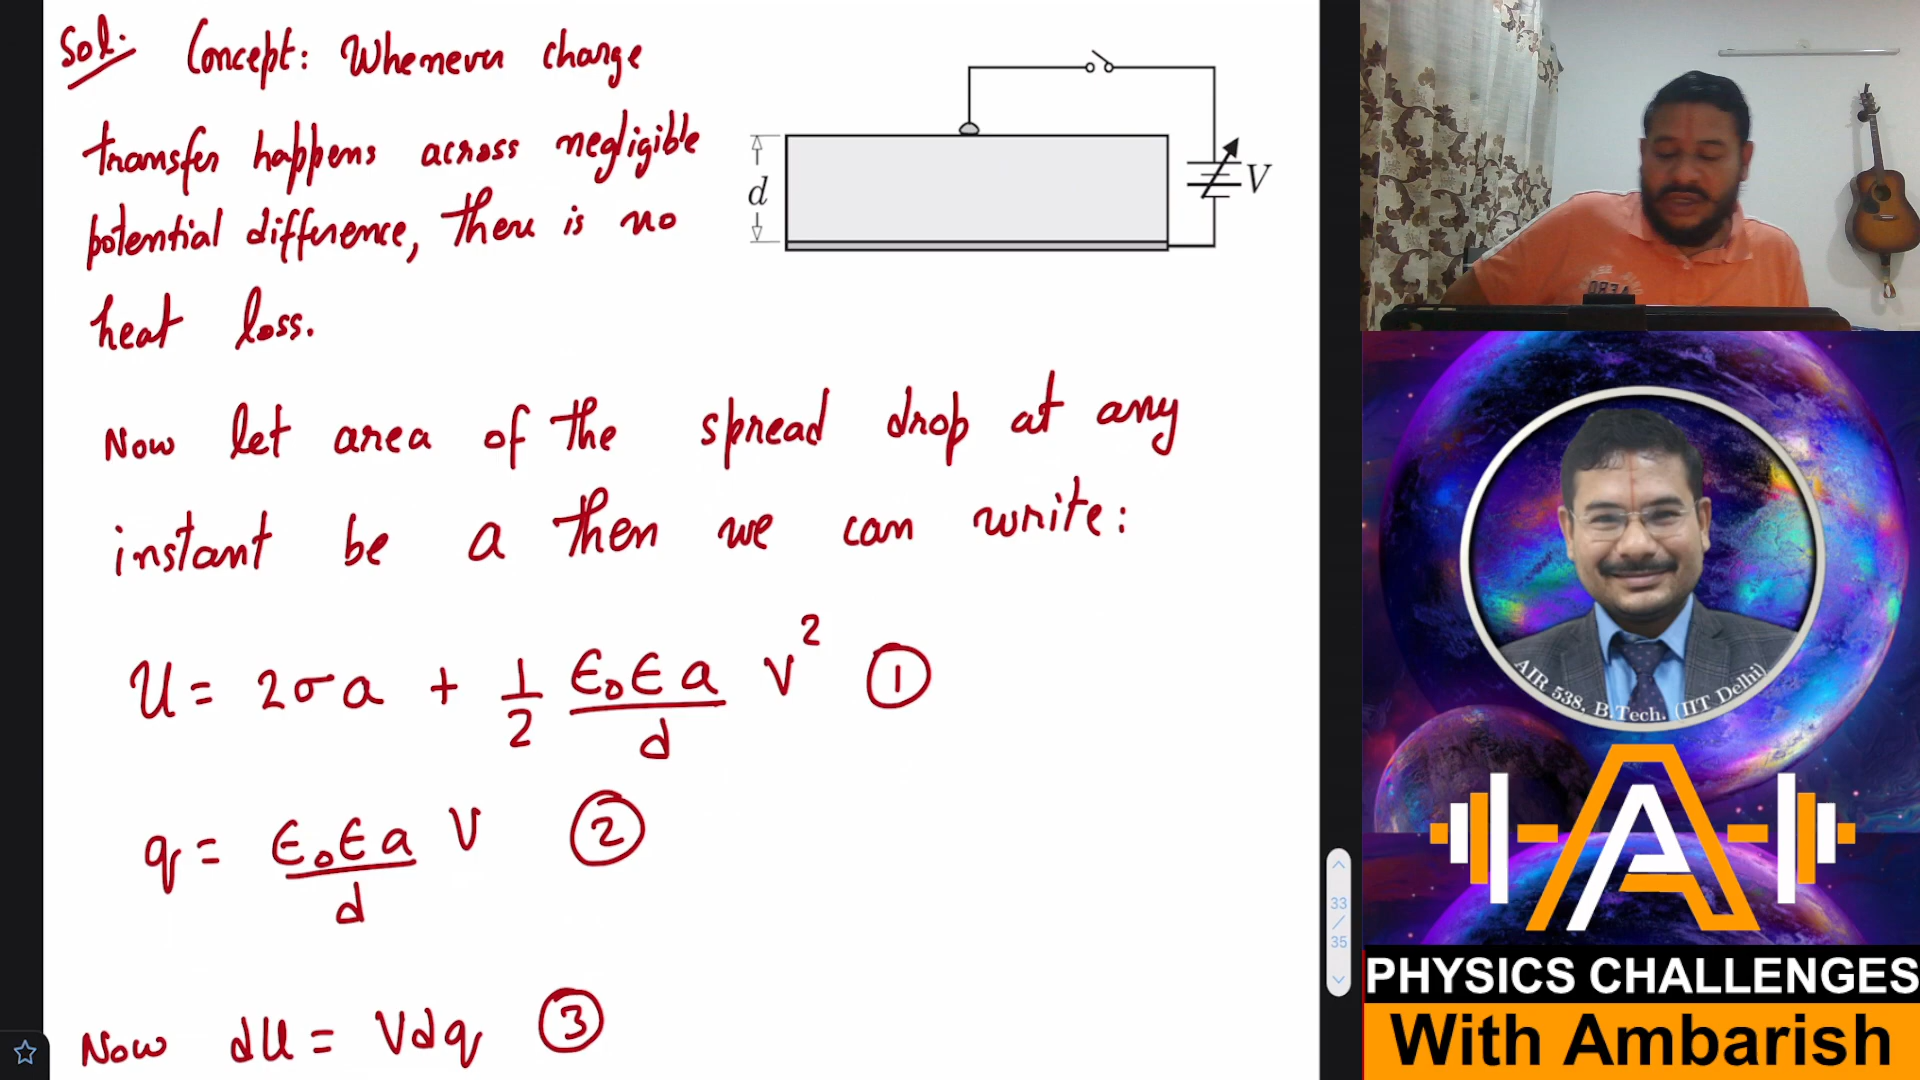 Sol. Concept: Whenever charge
transfer happens across negligible
potential difference, there is no
heat loss.
d
V
Now let area of the spread drop at any
instant be a then we can write:
U = 2σa + 1/2 ϵ₀ϵa/d V² ①
q = ϵ₀ϵa/d V ②
Now dU = Vdq ③
33
/
35
AIR 538, B.Tech. (IIT Delhi)
A
PHYSICS CHALLENGES
With Ambarish